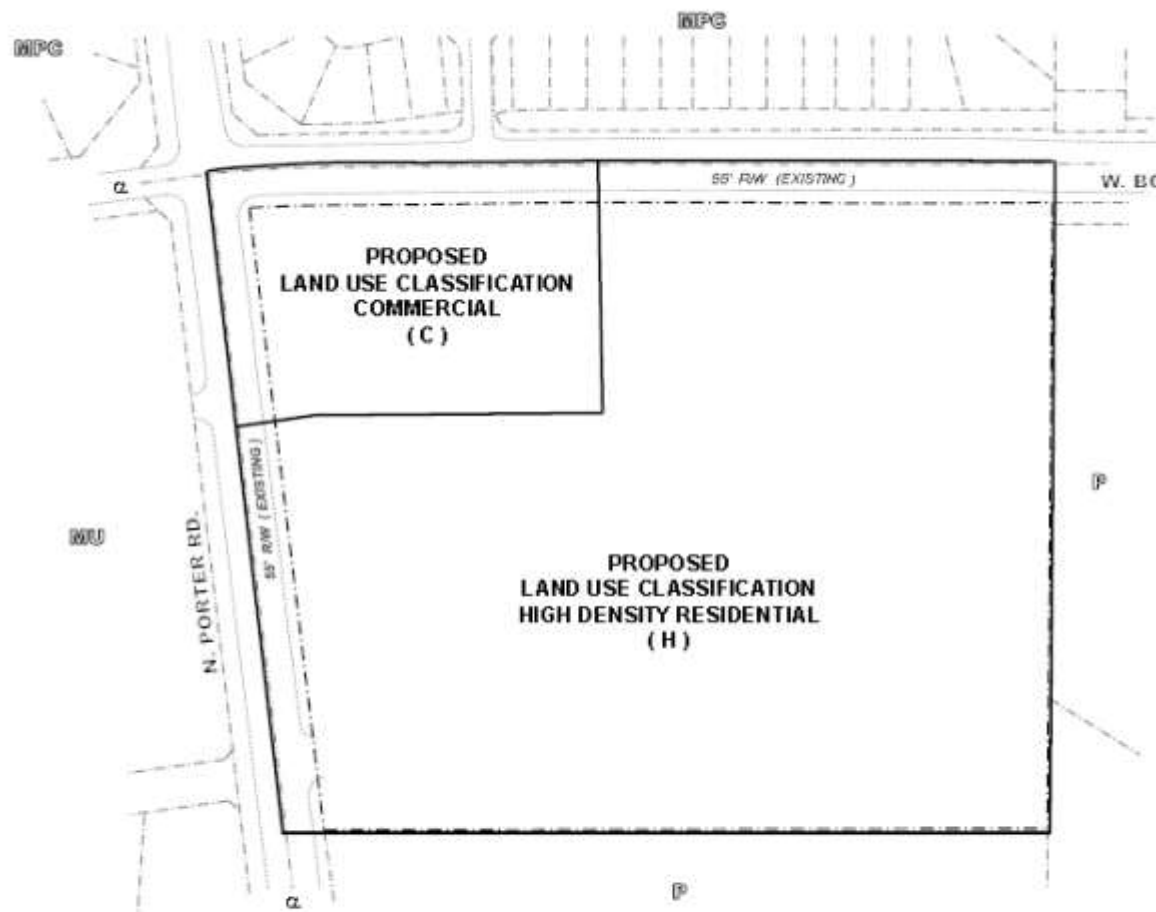 MPC
MPC
55' R/W (EXISTING)
W. BO
PROPOSED
LAND USE CLASSIFICATION
COMMERCIAL
( C )
55' R/W (EXISTING)
P
MU
N. PORTER RD.
PROPOSED
LAND USE CLASSIFICATION
HIGH DENSITY RESIDENTIAL
( H )
P